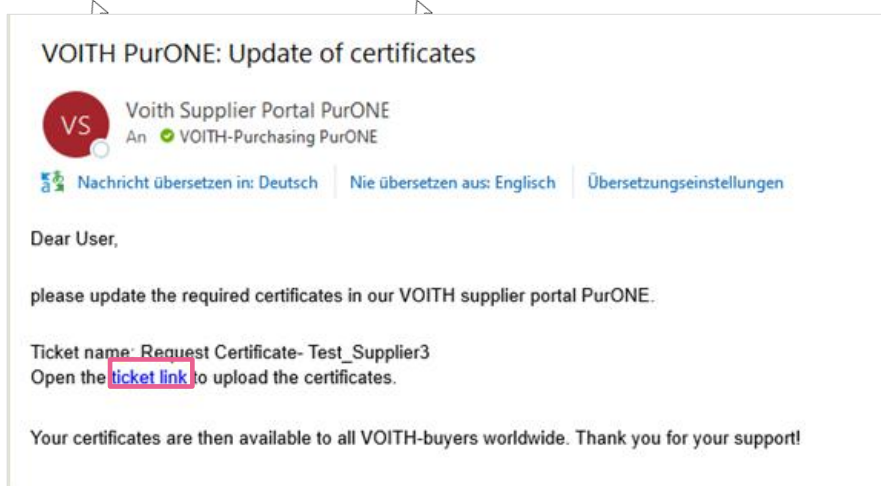 VOITH PurONE: Update of certificates
VS
Voith Supplier Portal PurONE
An VOITH-Purchasing PurONE
Nachricht übersetzen in: Deutsch Nie übersetzen aus: Englisch Übersetzungseinstellungen
Dear User,
please update the required certificates in our VOITH supplier portal PurONE.
Ticket name: Request Certificate- Test_Supplier3
Open the ticket link to upload the certificates.
Your certificates are then available to all VOITH-buyers worldwide. Thank you for your support!